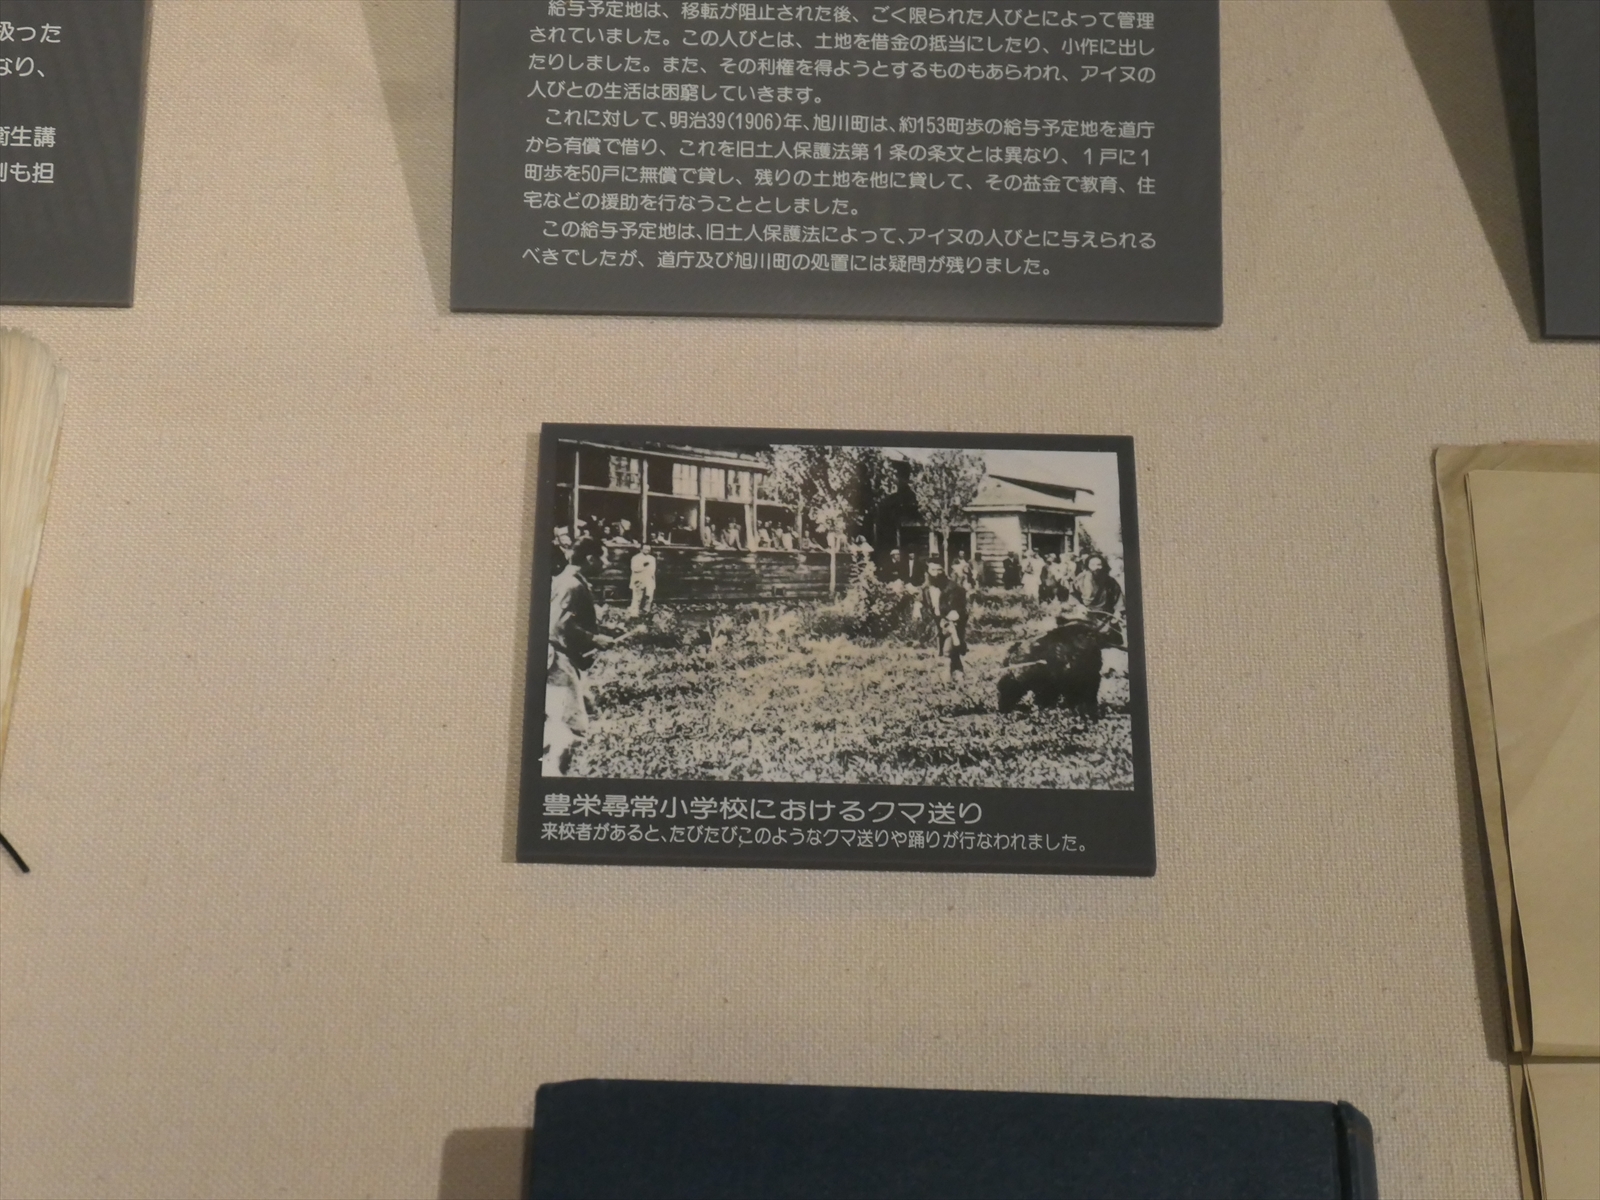 扱った
なり、
衛生講
割も担
給与予定地は、移転が阻止された後、ごく限られた人びとによって管理
されていました。この人びとは、土地を借金の抵当にしたり、小作に出し
たりしました。また、その利権を得ようとするものもあらわれ、アイヌの
人びとの生活は困窮していきます。
これに対して、明治39(1906)年、旭川町は、約153町歩の給与予定地を道庁
から有償で借り、これを旧土人保護法第1条の条文とは異なり、1戸に1
町歩を50戸に無償で貸し、残りの土地を他に貸して、その益金で教育、住
宅などの援助を行なうこととしました。
この給与予定地は、旧土人保護法によって、アイヌの人びとに与えられる
べきでしたが、道庁及び旭川町の処置には疑問が残りました。
豊栄尋常小学校におけるクマ送り
来校者があると、たびたびこのようなクマ送りや踊りが行なわれました。